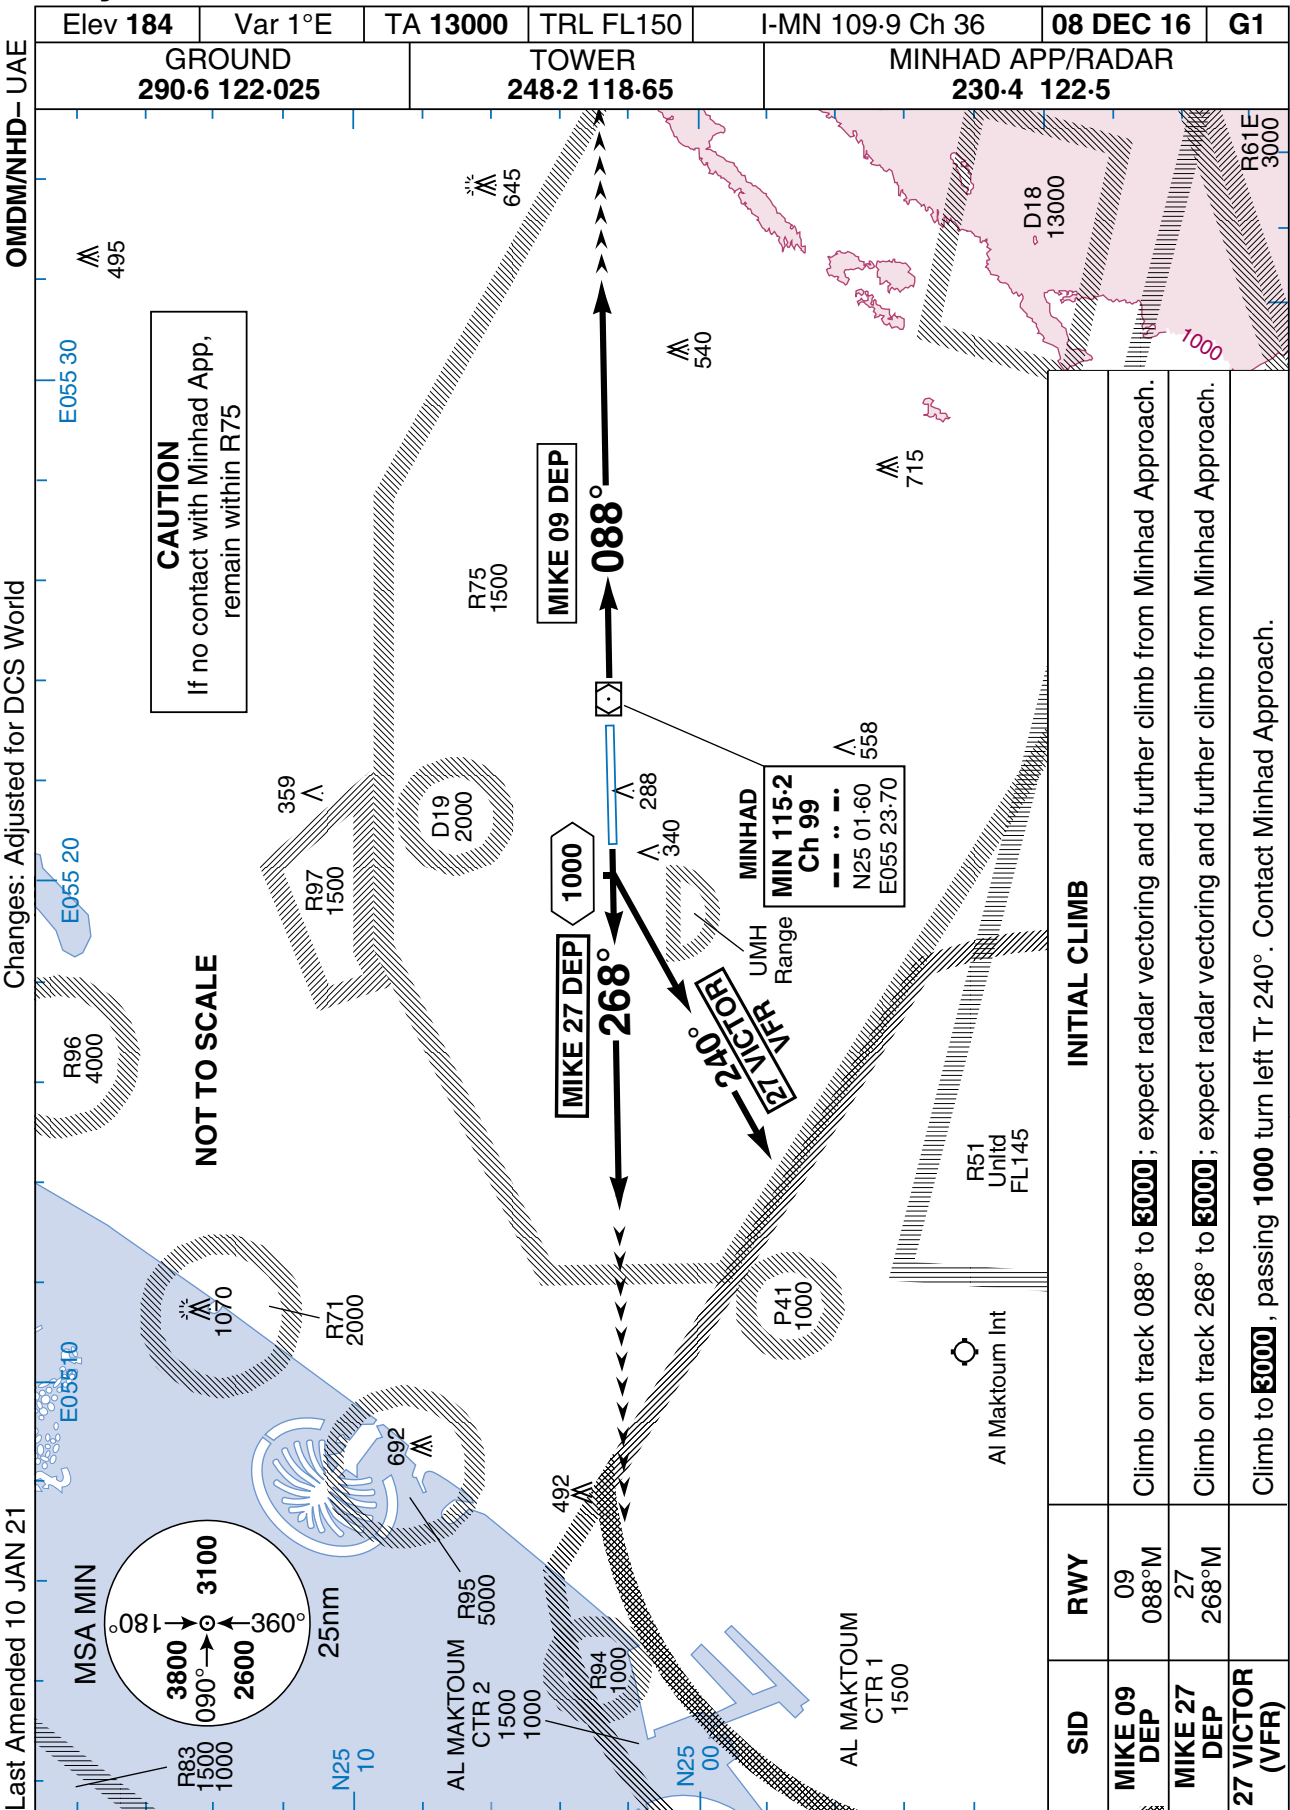 Elev 184
Var 1°E
TA 13000
TRL FL150
I-MN 109·9 Ch 36
08 DEC 16
G1
GROUND
290·6 122·025
TOWER
248·2 118·65
MINHAD APP/RADAR
230·4 122·5
OMDM/NHD– UAE
Changes: Adjusted for DCS World
Last Amended 10 JAN 21
495
645
E055 30
CAUTION
If no contact with Minhad App,
remain within R75
540
D18
13000
R61E
3000
1000
715
MIKE 09 DEP
088°
R75
1500
359
D19
2000
288
340
558
R97
1500
E055 20
1000
MINHAD
MIN 115·2
Ch 99
N25 01·60
E055 23·70
UMH
Range
MIKE 27 DEP
268°
240°
27 VICTOR
VFR
R96
4000
NOT TO SCALE
R51
Unltd
FL145
1070
R71
2000
P41
1000
E05510
692
492
Al Maktoum Int
MSA MIN
180°
3100
360°
3800
090°
2600
25nm
R95
5000
R94
1000
AL MAKTOUM
CTR 2
1500
1000
AL MAKTOUM
CTR 1
1500
R83
1500
1000
N25
10
N25
00
SID
RWY
INITIAL CLIMB
MIKE 09
DEP
09
088°M
Climb on track 088° to 3000 ; expect radar vectoring and further climb from Minhad Approach.
MIKE 27
DEP
27
268°M
Climb on track 268° to 3000 ; expect radar vectoring and further climb from Minhad Approach.
27 VICTOR
(VFR)
Climb to 3000 , passing 1000 turn left Tr 240°. Contact Minhad Approach.